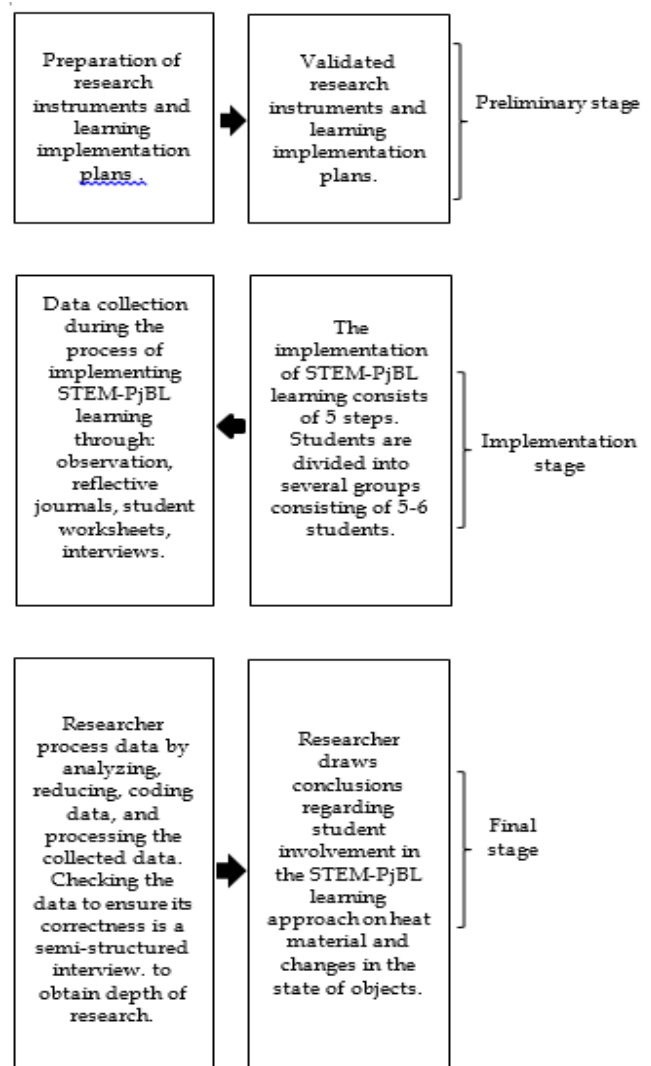 Preparation of
research
instruments and
learning
implementation
plans .
Validated
research
instruments and
learning
implementation
plans.
Preliminary stage
Data collection
during the
process of
implementing
STEM-PjBL
learning
through:
observation,
reflective
journals, student
worksheets,
interviews.
The
implementation
of STEM-PjBL
learning consists
of 5 steps.
Students are
divided into
several groups
consisting of 5-6
students.
Implementation
stage
Researcher
process data by
analyzing,
reducing, coding
data, and
processing the
collected data.
Checking the
data to ensure its
correctness is a
semi-structured
interview. to
obtain depth of
research.
Researcher
draws
conclusions
regarding
student
involvement in
the STEM-PjBL
learning
approach on heat
material and
changes in the
state of objects.
Final
stage